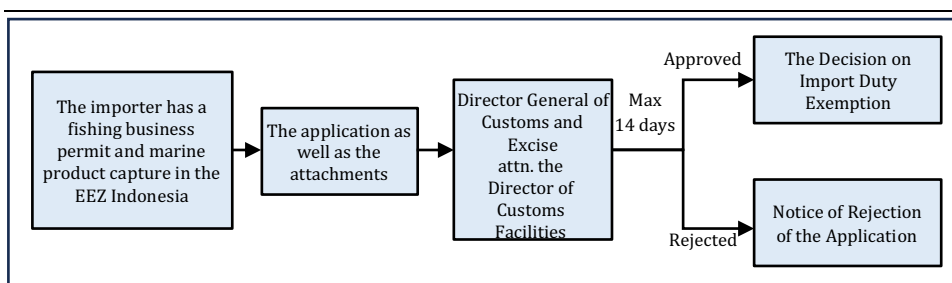 The importer has a
fishing business
permit and marine
product capture in the
EEZ Indonesia
The application as
well as the
attachments
Director General of
Customs and
Excise
attn. the
Director of
Customs
Facilities
Max
14 days
Approved
The Decision on
Import Duty
Exemption
Rejected
Notice of Rejection
of the Application